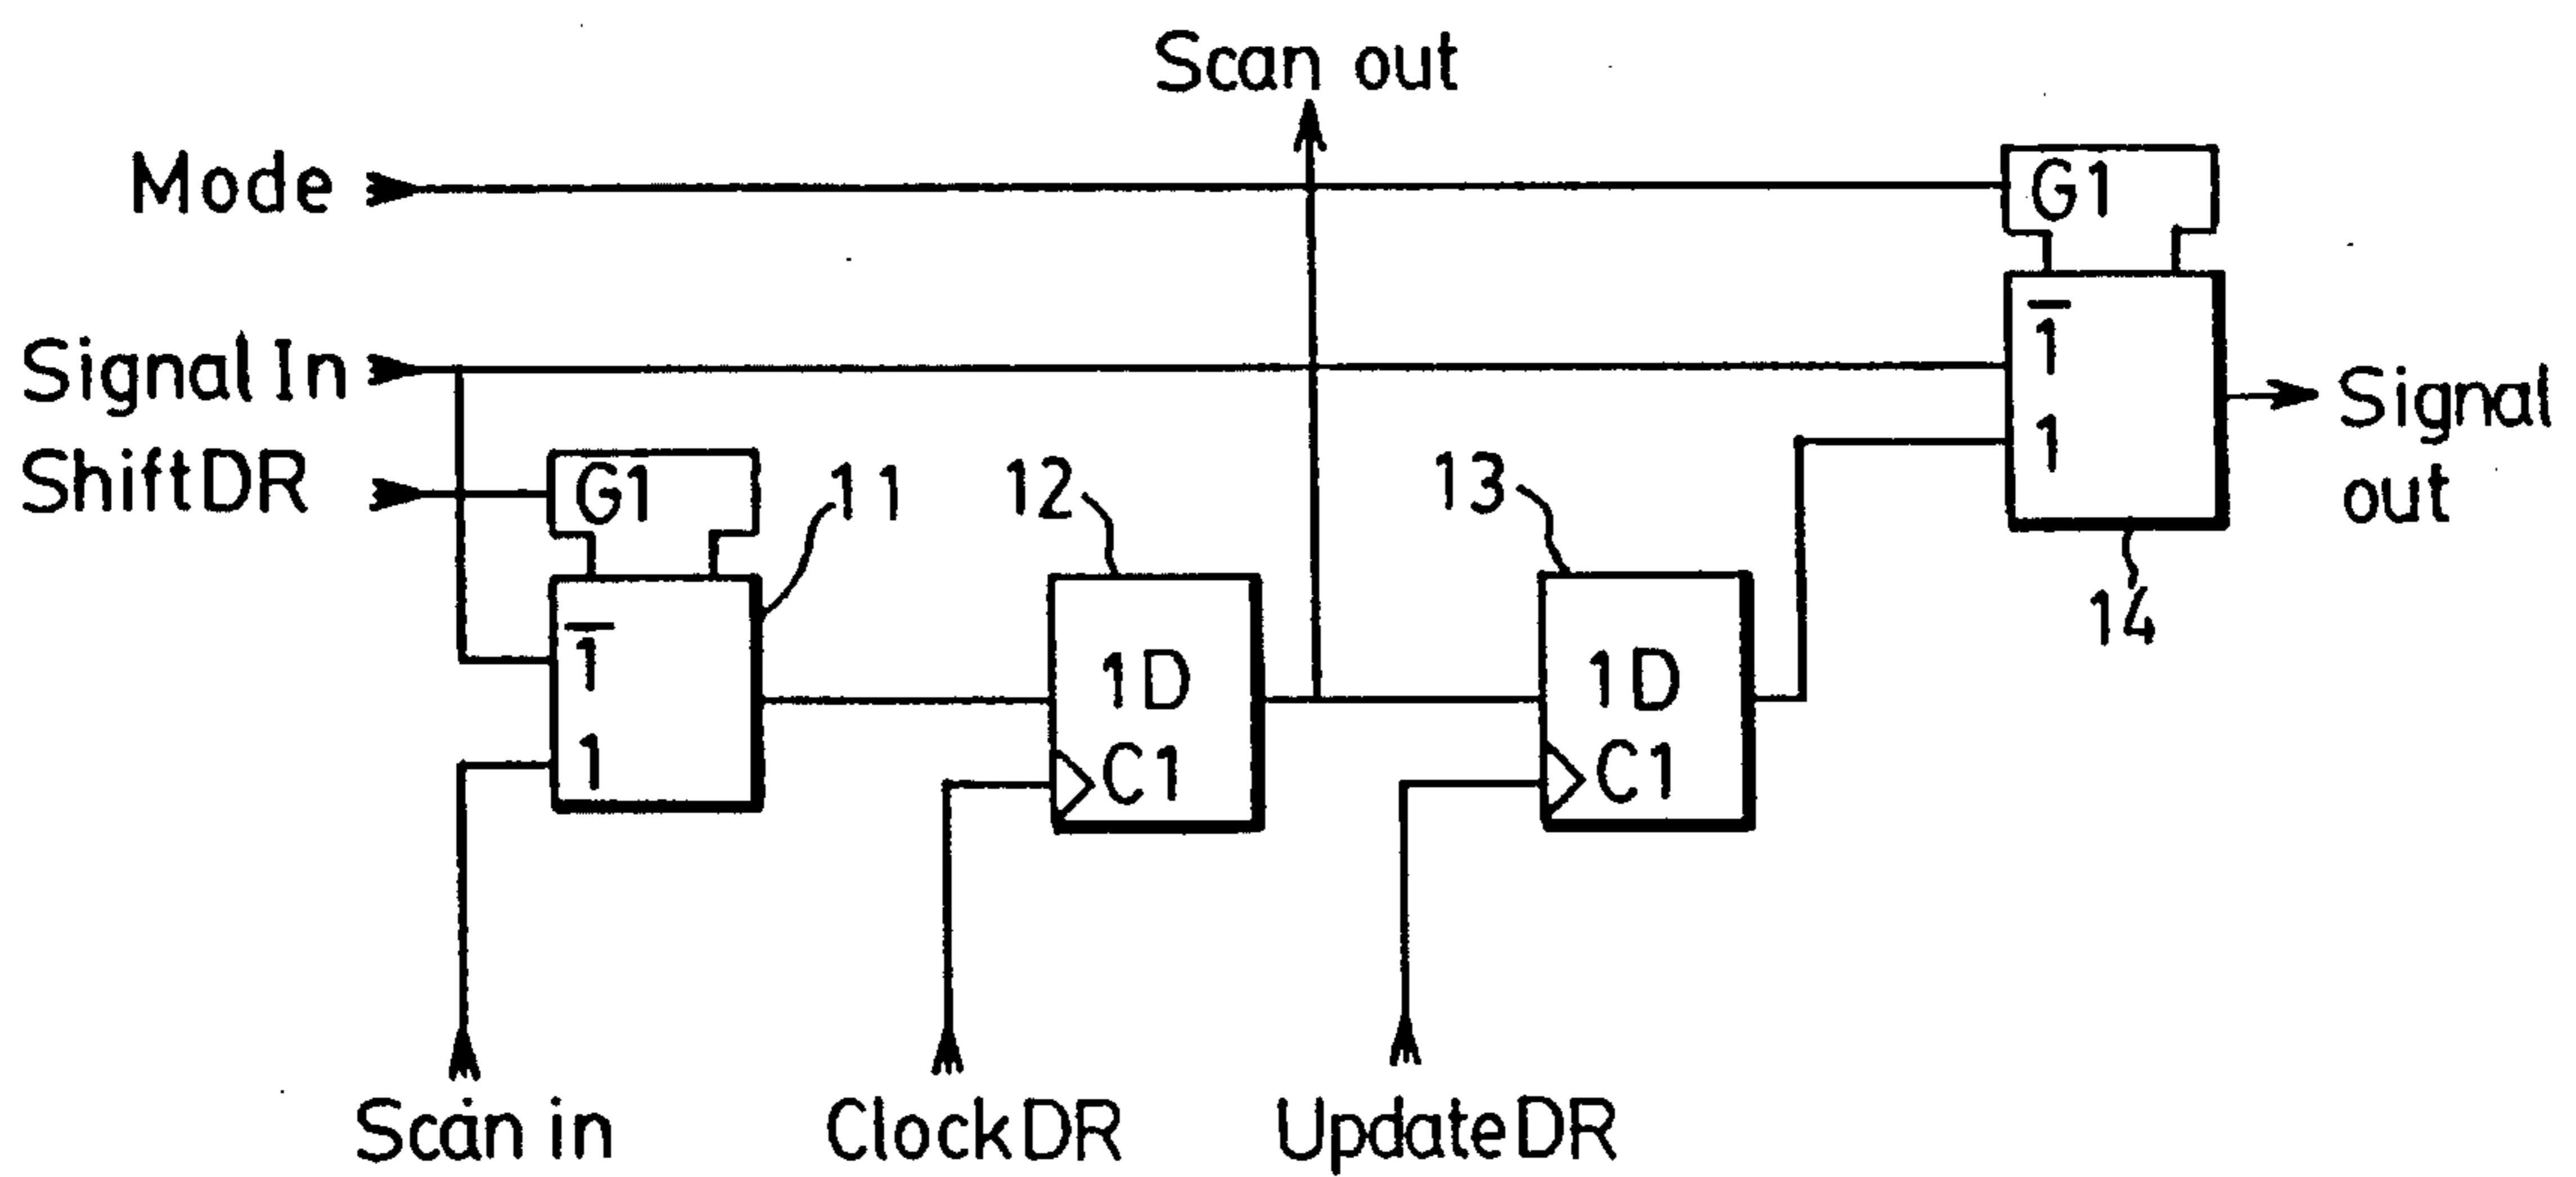 Scan out
Mode
G1
Signal In
1
1
Signal
out
ShiftDR
G1
11
12
13
14
1
1
1D
C1
1D
C1
Scan in
ClockDR
UpdateDR